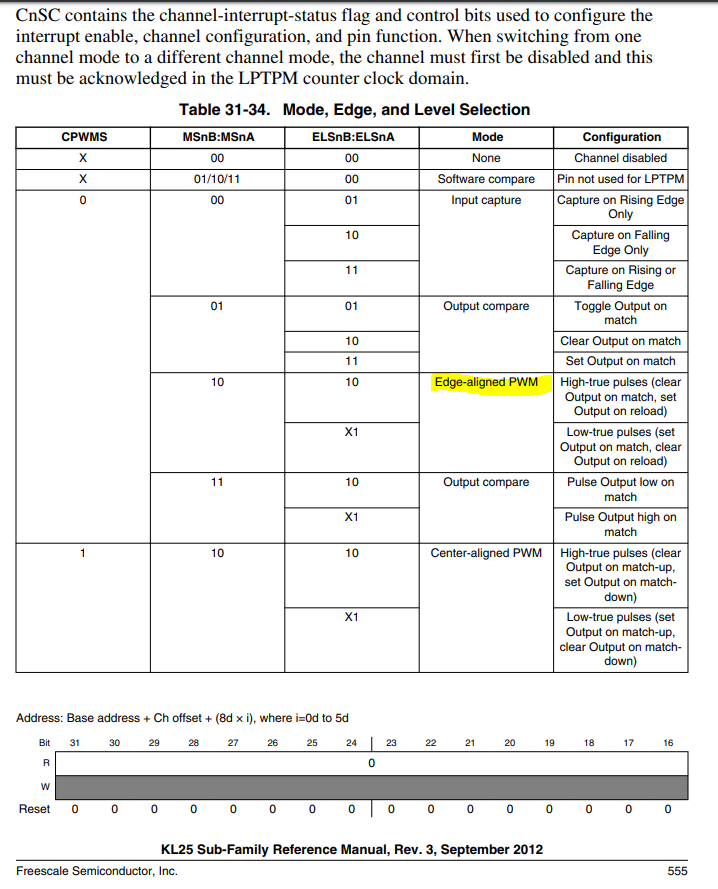 CnSC contains the channel-interrupt-status flag and control bits used to configure the
interrupt enable, channel configuration, and pin function. When switching from one
channel mode to a different channel mode, the channel must first be disabled and this
must be acknowledged in the LPTPM counter clock domain.
Table 31-34. Mode, Edge, and Level Selection
CPWMS MSnB:MSnA ELSnB:ELSnA Mode Configuration
X 00 00 None Channel disabled
X 01/10/11 00 Software compare Pin not used for LPTPM
0 00 01 Input capture Capture on Rising Edge
Only
10 Capture on Falling
Edge Only
11 Capture on Rising or
Falling Edge
01 01 Output compare Toggle Output on
match
10 Clear Output on match
11 Set Output on match
10 10 Edge-aligned PWM High-true pulses (clear
Output on match, set
Output on reload)
X1 Low-true pulses (set
Output on match, clear
Output on reload)
11 10 Output compare Pulse Output low on
match
X1 Pulse Output high on
match
1 10 10 Center-aligned PWM High-true pulses (clear
Output on match-up,
set Output on match-
down)
X1 Low-true pulses (set
Output on match-up,
clear Output on match-
down)
Address: Base address + Ch offset + (8d × i), where i=0d to 5d
Bit 31 30 29 28 27 26 25 24 23 22 21 20 19 18 17 16
R 0
W
Reset 0 0 0 0 0 0 0 0 0 0 0 0 0 0 0 0
KL25 Sub-Family Reference Manual, Rev. 3, September 2012
Freescale Semiconductor, Inc. 555